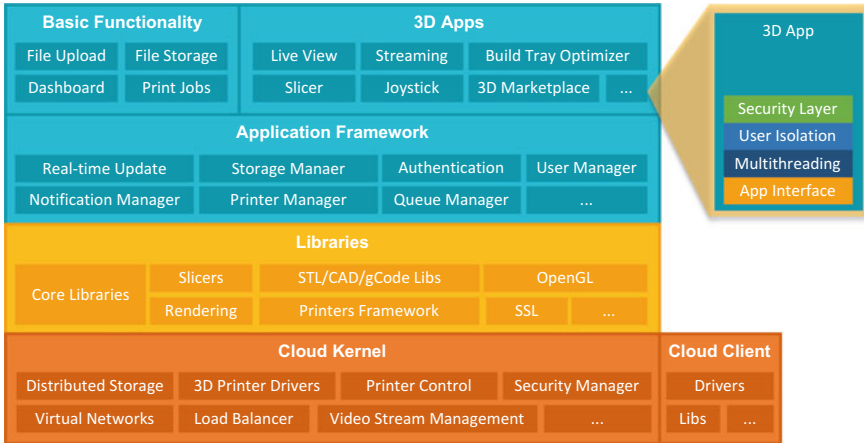 Basic Functionality
File Upload
File Storage
Dashboard
Print Jobs
3D Apps
Live View
Streaming
Build Tray Optimizer
Slicer
Joystick
3D Marketplace
...
3D App
Security Layer
User Isolation
Multithreading
App Interface
Application Framework
Real-time Update
Storage Manaer
Authentication
User Manager
Notification Manager
Printer Manager
Queue Manager
...
Libraries
Core Libraries
Slicers
STL/CAD/gCode Libs
OpenGL
Rendering
Printers Framework
SSL
...
Cloud Kernel
Distributed Storage
3D Printer Drivers
Printer Control
Security Manager
Virtual Networks
Load Balancer
Video Stream Management
...
Cloud Client
Drivers
Libs
...